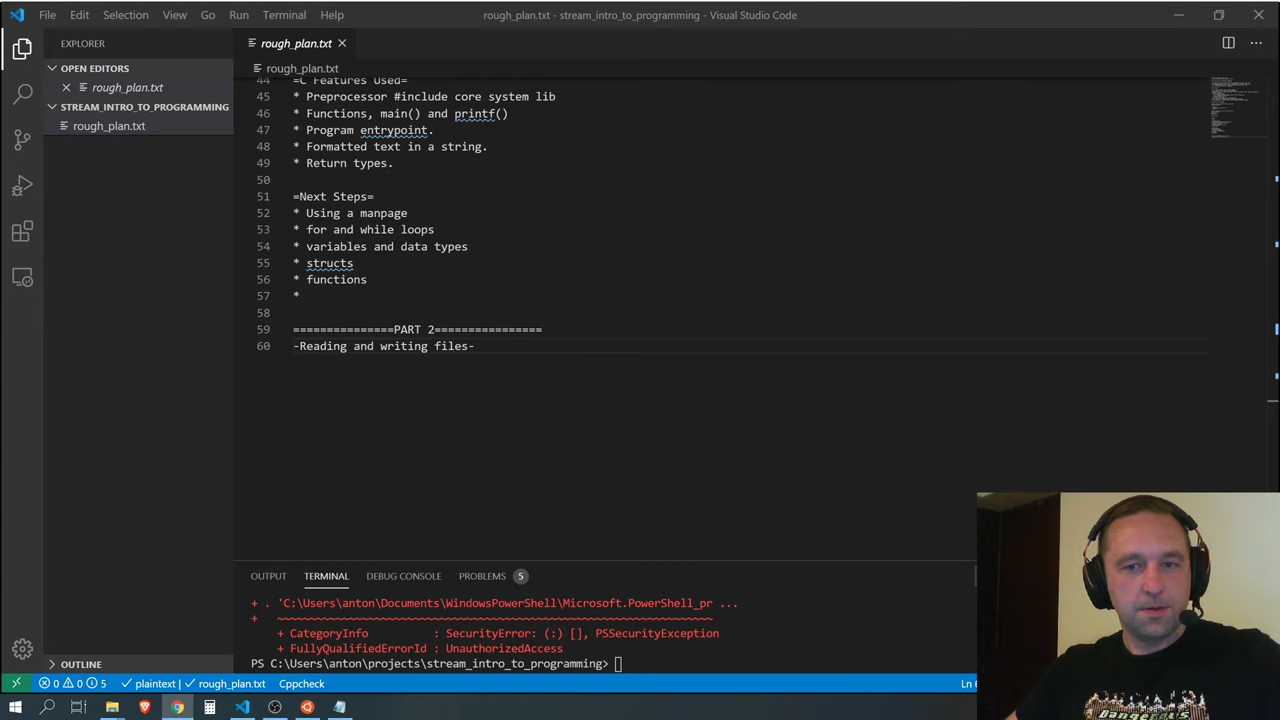 File Edit Selection View Go Run Terminal Help
rough_plan.txt - stream_intro_to_programming - Visual Studio Code
EXPLORER
OPEN EDITORS
rough_plan.txt
STREAM_INTRO_TO_PROGRAMMING
rough_plan.txt
rough_plan.txt
rough_plan.txt
44 =C Features Used=
45 * Preprocessor #include core system lib
46 * Functions, main() and printf()
47 * Program entrypoint.
48 * Formatted text in a string.
49 * Return types.
50
51 =Next Steps=
52 * Using a manpage
53 * for and while loops
54 * variables and data types
55 * structs
56 * functions
57 *
58
59 ===============PART 2================
60 -Reading and writing files-
OUTPUT TERMINAL DEBUG CONSOLE PROBLEMS 5
+ . 'C:\Users\anton\Documents\WindowsPowerShell\Microsoft.PowerShell_pr ...
+ ~~~~~~~~~~~~~~~~~~~~~~~~~~~~~~~~~~~~~~~~~~~~~~~~~~~~~~~~~~~~~~~~~
+ CategoryInfo : SecurityError: (:) [], PSSecurityException
+ FullyQualifiedErrorId : UnauthorizedAccess
PS C:\Users\anton\projects\stream_intro_to_programming>
OUTLINE
0 0 5 plaintext | rough_plan.txt Cppcheck
Ln